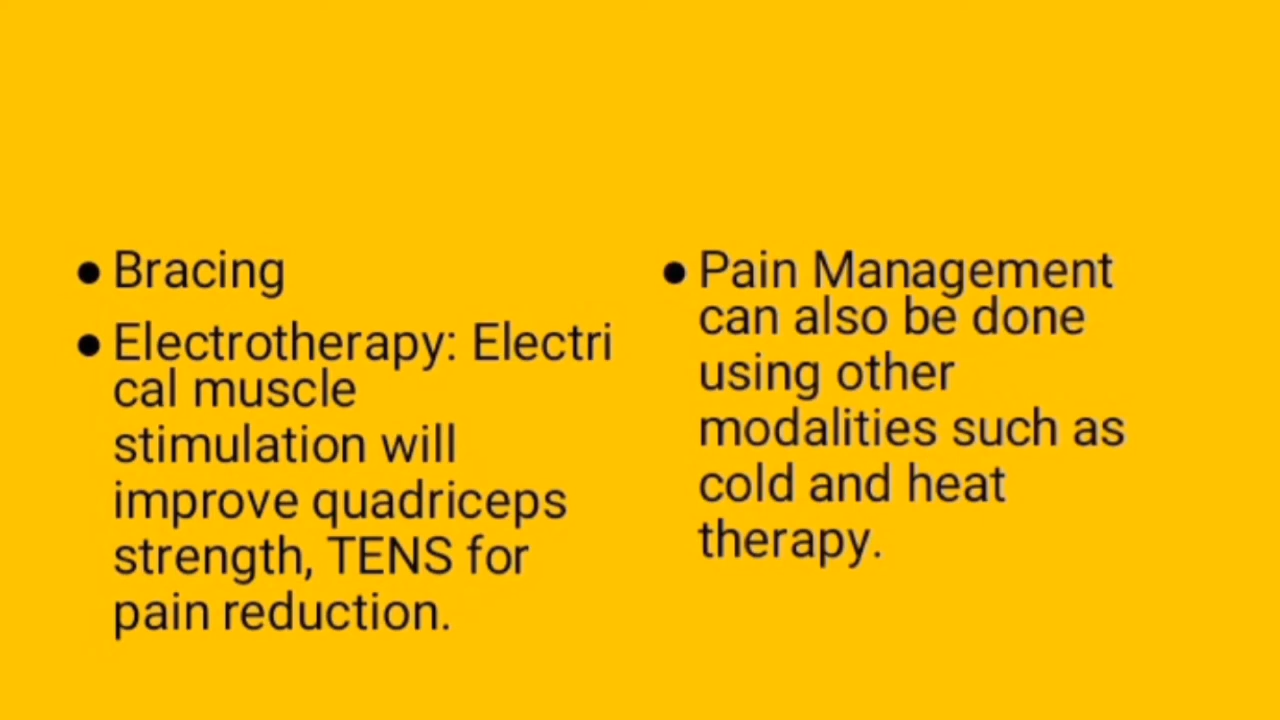 ● Bracing
● Electrotherapy: Electri
cal muscle
stimulation will
improve quadriceps
strength, TENS for
pain reduction.
● Pain Management
can also be done
using other
modalities such as
cold and heat
therapy.